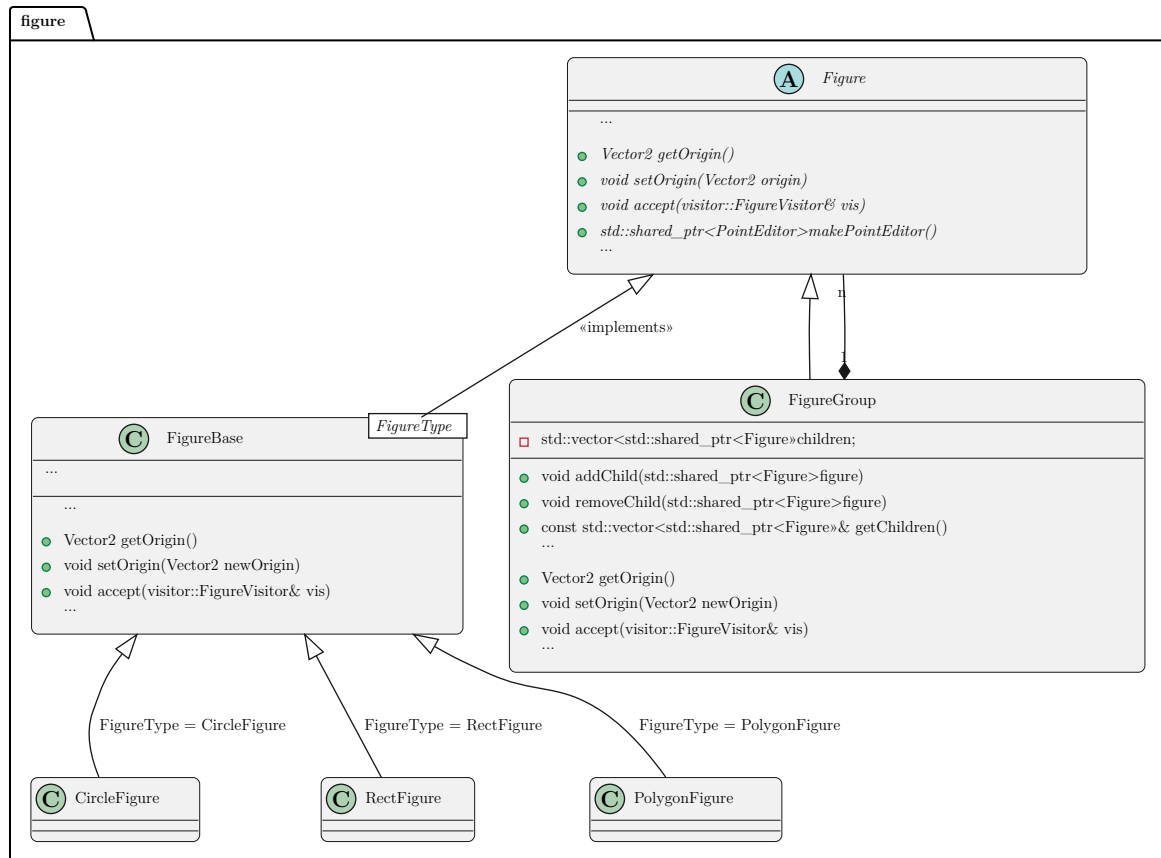 figure
A
Figure
...
Vector2 getOrigin()
void setOrigin(Vector2 origin)
void accept(visitor::FigureVisitor& vis)
std::shared_ptr<PointEditor>makePointEditor()
...
«implements»
n
1
FigureType
C
FigureBase
...
...
Vector2 getOrigin()
void setOrigin(Vector2 newOrigin)
void accept(visitor::FigureVisitor& vis)
...
C
FigureGroup
std::vector<std::shared_ptr<Figure»children;
void addChild(std::shared_ptr<Figure>figure)
void removeChild(std::shared_ptr<Figure>figure)
const std::vector<std::shared_ptr<Figure»& getChildren()
...
Vector2 getOrigin()
void setOrigin(Vector2 newOrigin)
void accept(visitor::FigureVisitor& vis)
...
FigureType = CircleFigure
FigureType = RectFigure
FigureType = PolygonFigure
C
CircleFigure
C
RectFigure
C
PolygonFigure